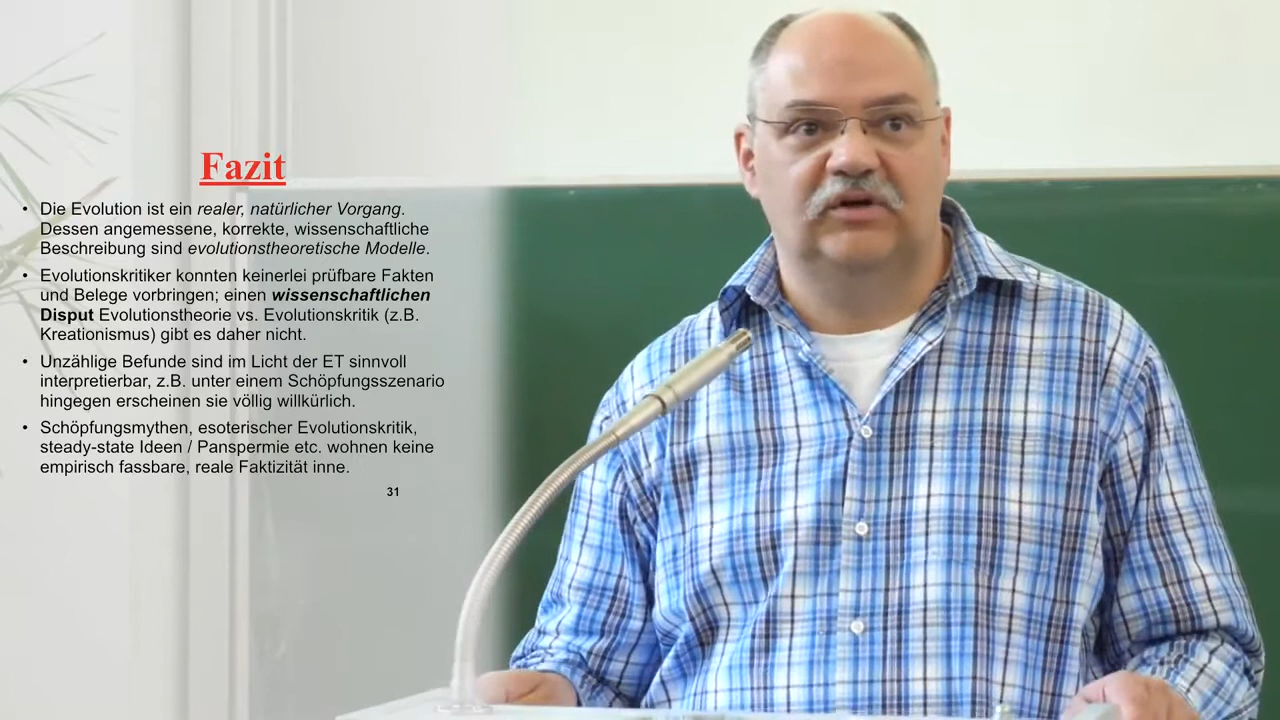 Fazit
• Die Evolution ist ein realer, natürlicher Vorgang.
Dessen angemessene, korrekte, wissenschaftliche
Beschreibung sind evolutionstheoretische Modelle.
• Evolutionskritiker konnten keinerlei prüfbare Fakten
und Belege vorbringen; einen wissenschaftlichen
Disput Evolutionstheorie vs. Evolutionskritik (z.B.
Kreationismus) gibt es daher nicht.
• Unzählige Befunde sind im Licht der ET sinnvoll
interpretierbar, z.B. unter einem Schöpfungsszenario
hingegen erscheinen sie völlig willkürlich.
• Schöpfungsmythen, esoterischer Evolutionskritik,
steady-state Ideen / Panspermie etc. wohnen keine
empirisch fassbare, reale Faktizität inne.
31